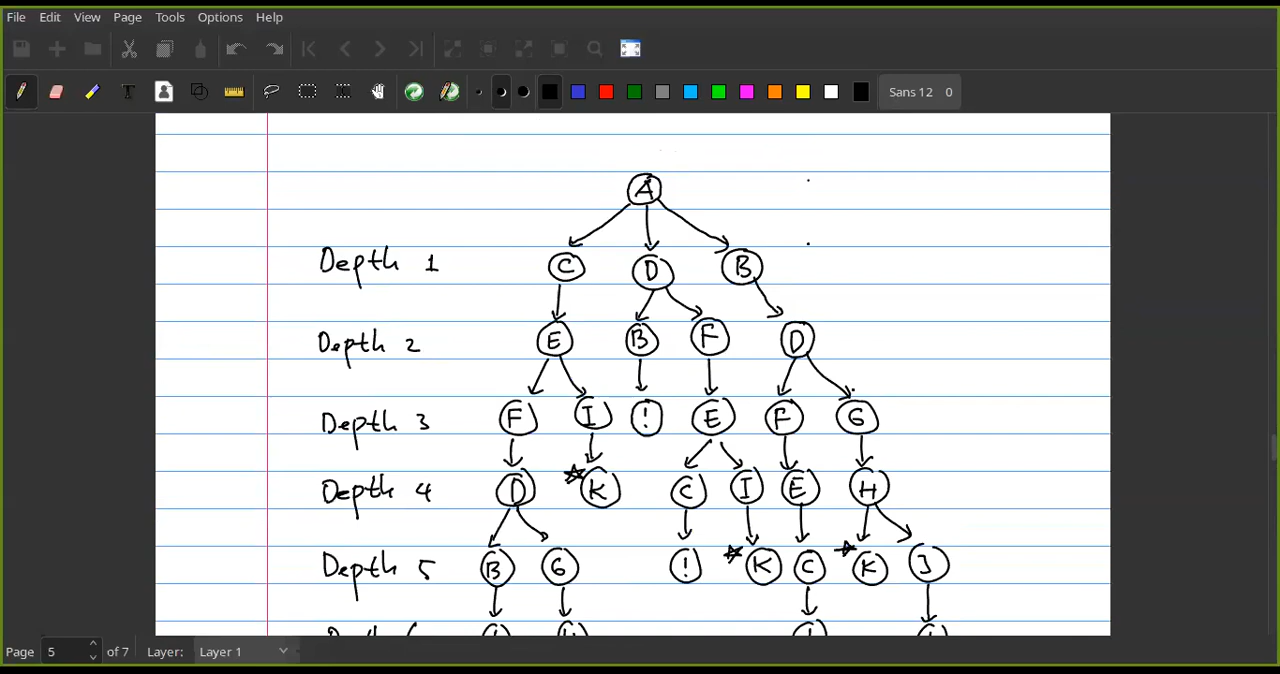 File Edit View Page Tools Options Help
Sans 12 0
A
Depth 1 C D B
Depth 2 E B F D
Depth 3 F I ! E F G
Depth 4 D K C I E H
Depth 5 B G ! K C K J
Page 5 of 7 Layer: Layer 1